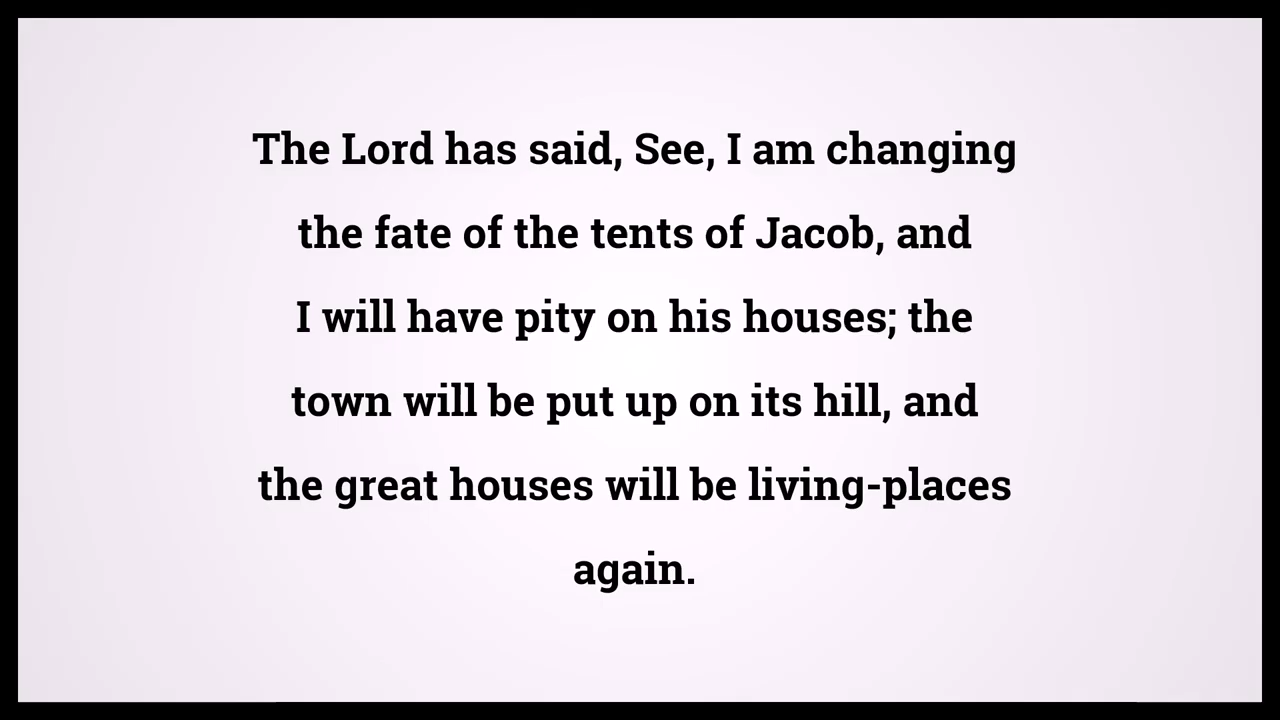 The Lord has said, See, I am changing
the fate of the tents of Jacob, and
I will have pity on his houses; the
town will be put up on its hill, and
the great houses will be living-places
again.